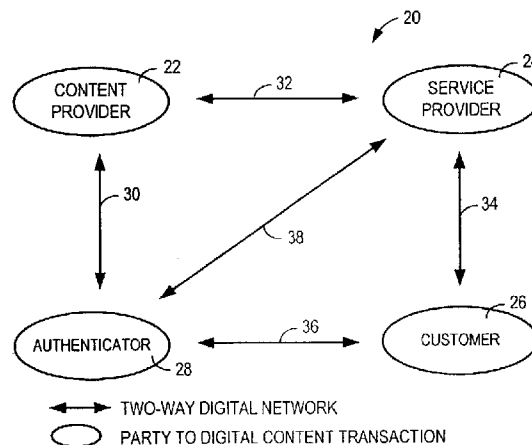 20
22
CONTENT
PROVIDER
32
24
SERVICE
PROVIDER
30
38
34
AUTHENTICATOR
28
36
26
CUSTOMER
TWO-WAY DIGITAL NETWORK
PARTY TO DIGITAL CONTENT TRANSACTION